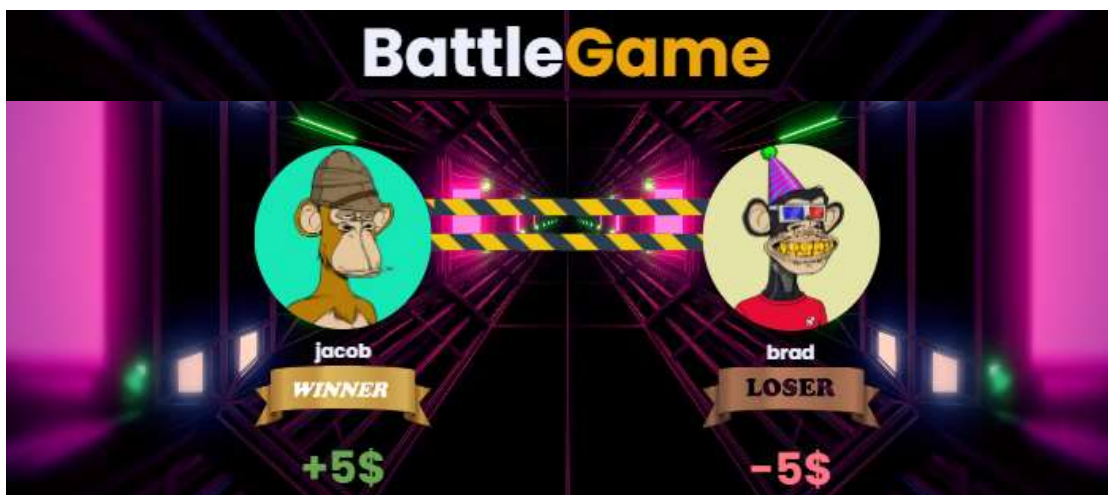 BattleGame
jacob
brad
WINNER
LOSER
+5$
-5$